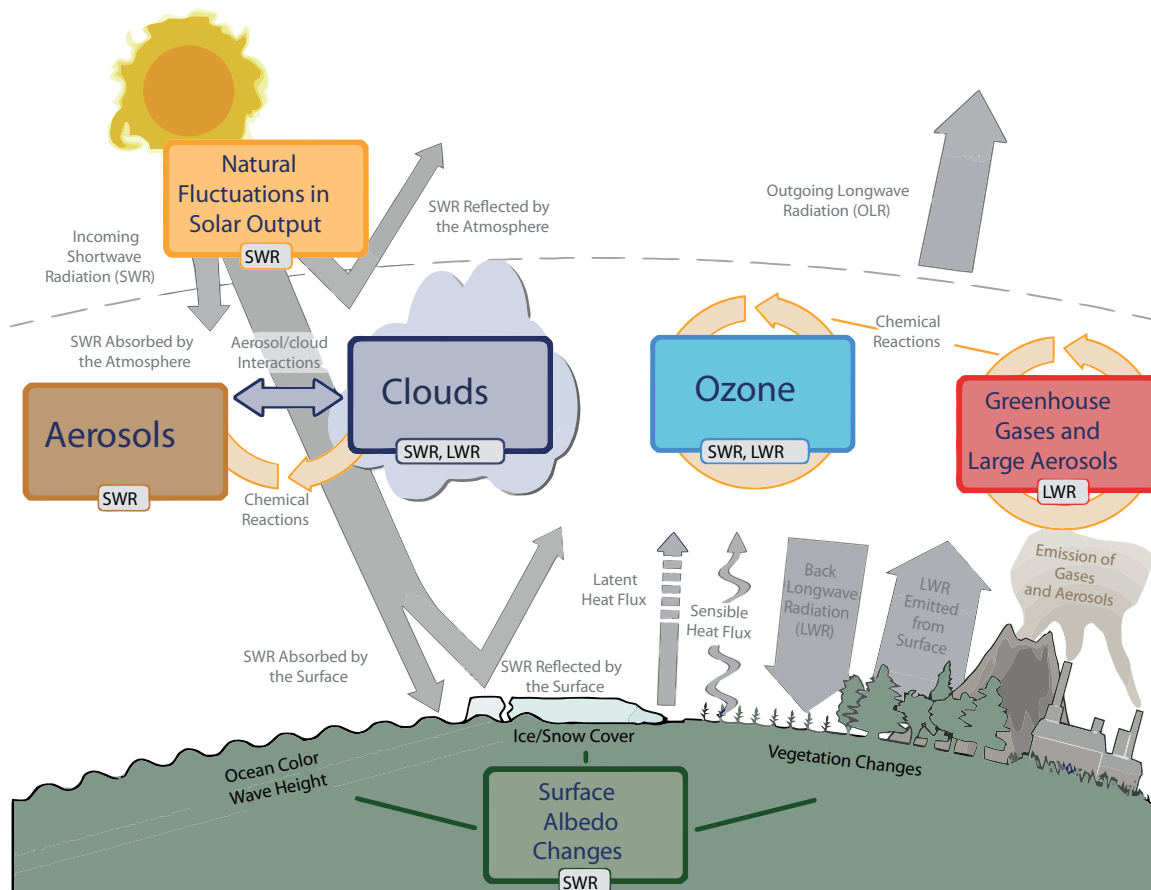 Natural
Fluctuations in
Solar Output
SWR
Incoming
Shortwave
Radiation (SWR)
SWR Reflected by
the Atmosphere
Outgoing Longwave
Radiation (OLR)
SWR Absorbed by
the Atmosphere
Aerosol/cloud
Interactions
Chemical
Reactions
Aerosols
SWR
Clouds
SWR, LWR
Ozone
SWR, LWR
Greenhouse
Gases and
Large Aerosols
LWR
Chemical
Reactions
Latent
Heat Flux
Sensible
Heat Flux
Back
Longwave
Radiation
(LWR)
LWR
Emitted
from
Surface
Emission of
Gases
and Aerosols
SWR Absorbed by
the Surface
SWR Reflected by
the Surface
Ice/Snow Cover
Ocean Color
Wave Height
Vegetation Changes
Surface
Albedo
Changes
SWR